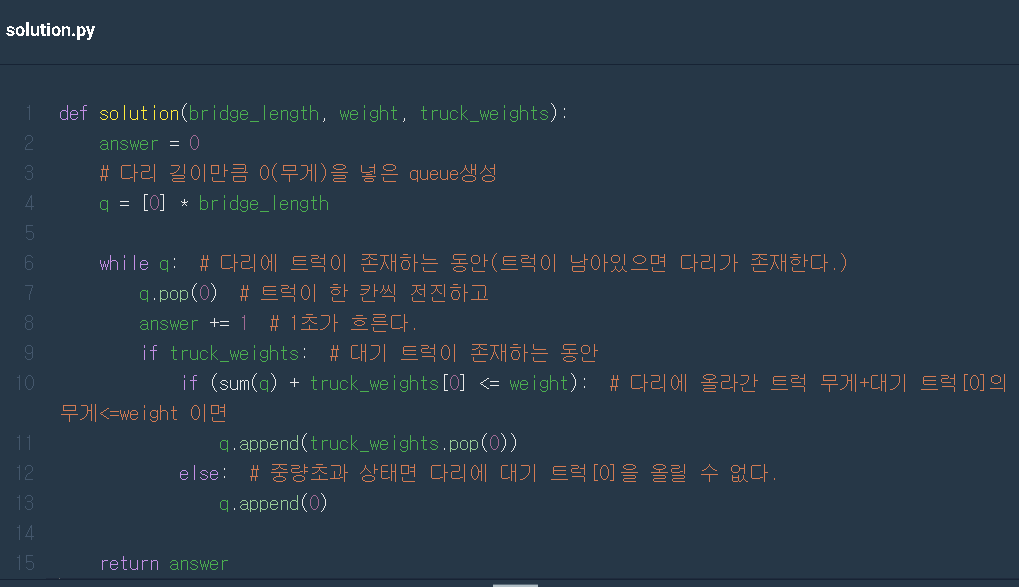 solution.py
1 def solution(bridge_length, weight, truck_weights):
2 answer = 0
3 # 다리 길이만큼 0(무게)을 넣은 queue생성
4 q = [0] * bridge_length
5
6 while q:  # 다리에 트럭이 존재하는 동안(트럭이 남아있으면 다리가 존재한다.)
7 q.pop(0)  # 트럭이 한 칸씩 전진하고
8 answer += 1  # 1초가 흐른다.
9 if truck_weights:  # 대기 트럭이 존재하는 동안
10 if (sum(q) + truck_weights[0] <= weight):  # 다리에 올라간 트럭 무게+대기 트럭[0]의
무게<=weight 이면
11 q.append(truck_weights.pop(0))
12 else:  # 중량초과 상태면 다리에 대기 트럭[0]을 올릴 수 없다.
13 q.append(0)
14
15 return answer